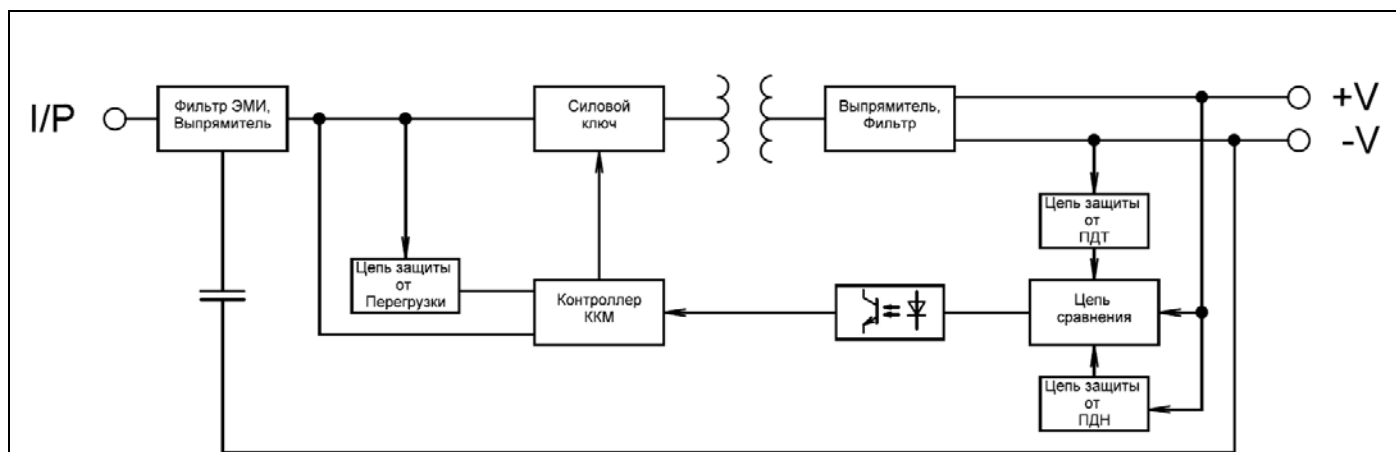 I/P
Фильтр ЭМИ,
Выпрямитель
Силовой
ключ
Выпрямитель,
Фильтр
+V
-V
Цепь защиты
от
ПДТ
Цепь защиты
от
Перегрузки
Контроллер
ККМ
Цепь
сравнения
Цепь защиты
от
ПДН